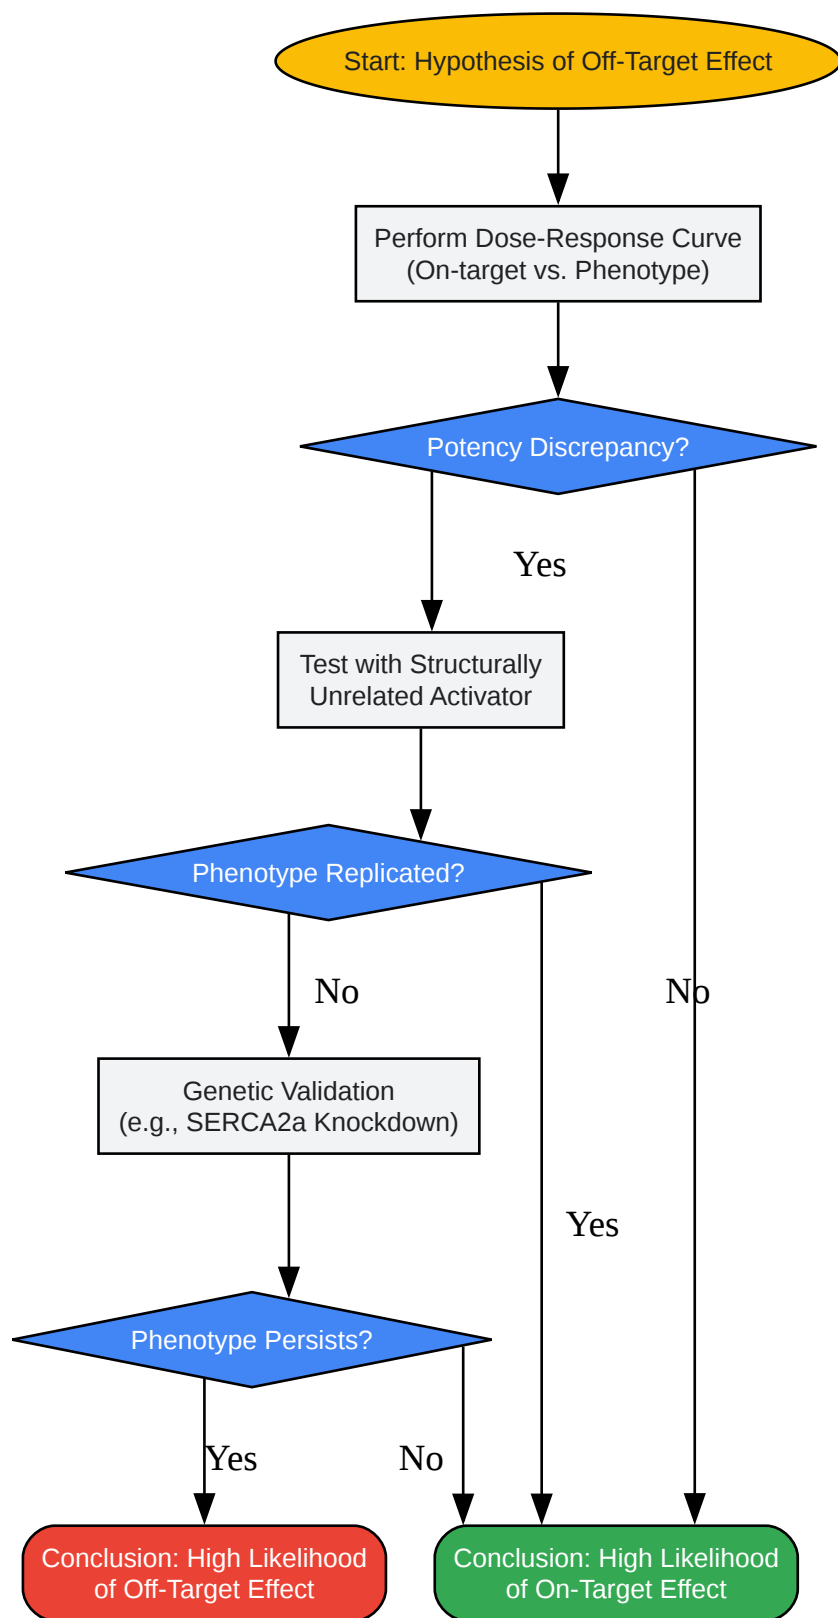 Start: Hypothesis of Off-Target Effect
Perform Dose-Response Curve
(On-target vs. Phenotype)
Potency Discrepancy?
Yes
Test with Structurally
Unrelated Activator
Phenotype Replicated?
No
No
Genetic Validation
(e.g., SERCA2a Knockdown)
Yes
Phenotype Persists?
Yes
No
Conclusion: High Likelihood
of Off-Target Effect
Conclusion: High Likelihood
of On-Target Effect